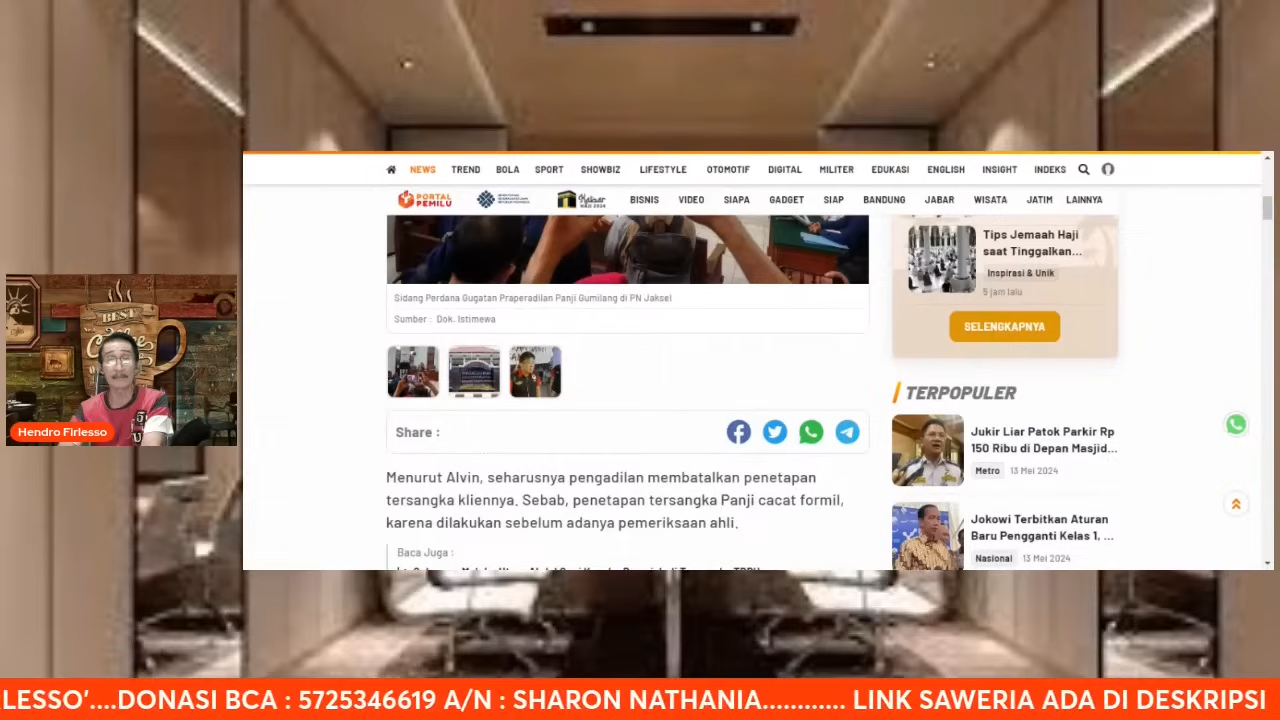 NEWS TREND BOLA SPORT SHOWBIZ LIFESTYLE OTOMOTIF DIGITAL MILITER EDUKASI ENGLISH INSIGHT INDEKS
PORTAL PEMILU BISNIS VIDEO SIAPA GADGET SIAP BANDUNG JABAR WISATA JATIM LAINNYA
Sidang Perdana Gugatan Praperadilan Panji Gumilang di PN Jaksel
Sumber : Dok. Istimewa
Share :
Menurut Alvin, seharusnya pengadilan membatalkan penetapan
tersangka kliennya. Sebab, penetapan tersangka Panji cacat formil,
karena dilakukan sebelum adanya pemeriksaan ahli.
Baca Juga :
Tips Jemaah Haji
saat Tinggalkan...
Inspirasi & Unik
5 jam lalu
SELENGKAPNYA
TERPOPULER
Jukir Liar Patok Parkir Rp
150 Ribu di Depan Masjid...
Metro 13 Mei 2024
Jokowi Terbitkan Aturan
Baru Pengganti Kelas 1, ...
Nasional 13 Mei 2024
BEST
Coffee
Hendro Firlesso
LESSO'....DONASI BCA : 5725346619 A/N : SHARON NATHANIA........... LINK SAWERIA ADA DI DESKRIPSI